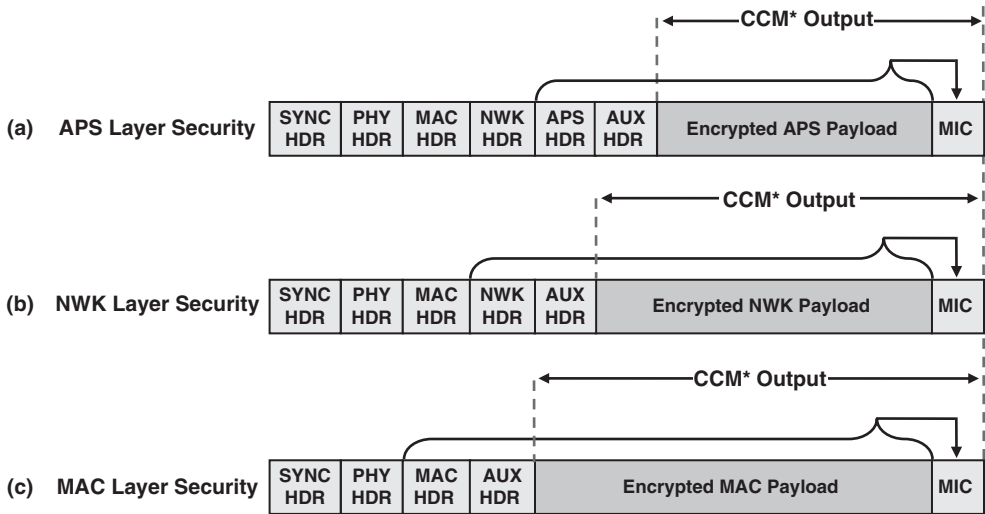 CCM* Output
(a) APS Layer Security
SYNC HDR
PHY HDR
MAC HDR
NWK HDR
APS HDR
AUX HDR
Encrypted APS Payload
MIC
CCM* Output
(b) NWK Layer Security
SYNC HDR
PHY HDR
MAC HDR
NWK HDR
AUX HDR
Encrypted NWK Payload
MIC
CCM* Output
(c) MAC Layer Security
SYNC HDR
PHY HDR
MAC HDR
AUX HDR
Encrypted MAC Payload
MIC